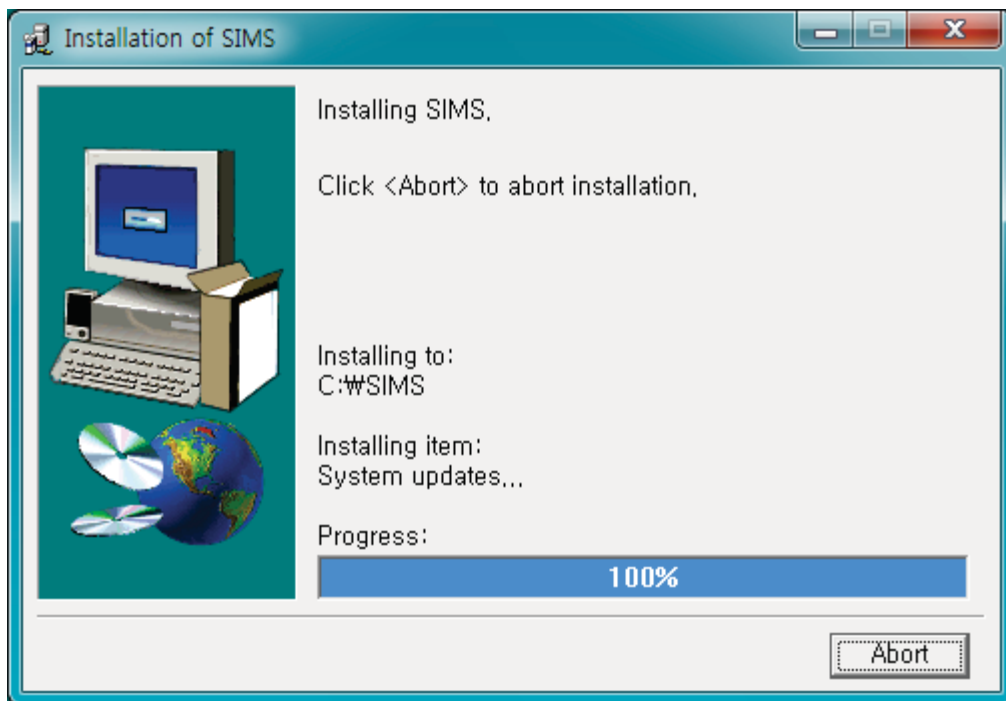 Installation of SIMS
Installing SIMS,
Click <Abort> to abort installation,
Installing to:
C:₩SIMS
Installing item:
System updates,,,
Progress:
100%
Abort